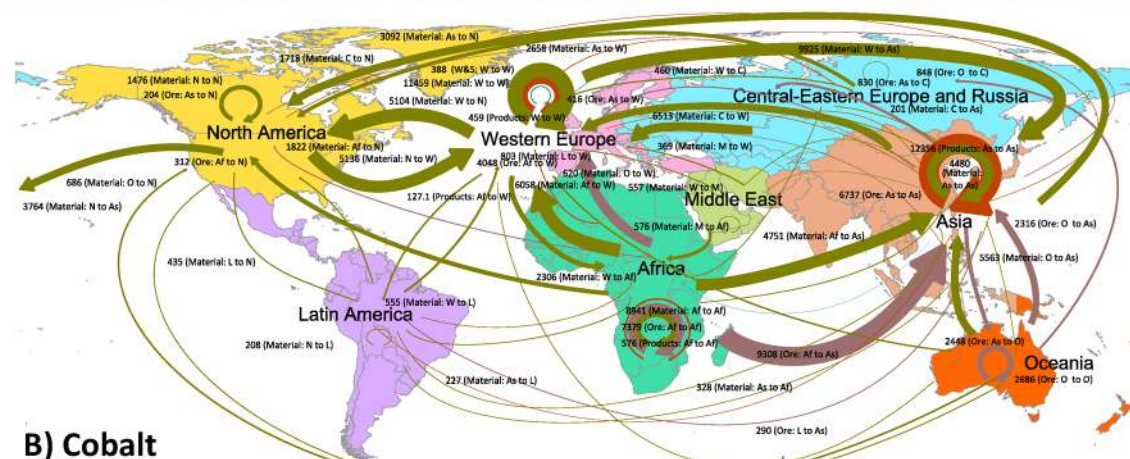 3092 (Material: As to N)
1718 (Material: C to N)
2658 (Material: As to W)
9925 (Material: W to As)
388 (W&S: W to W)
460 (Material: W to C)
848 (Ore: O to C)
1476 (Material: N to N)
11459 (Material: W to W)
830 (Ore: As to C)
204 (Ore: As to N)
5104 (Material: W to N)
416 (Ore: As to W)
Central-Eastern Europe and Russia
201 (Material: C to As)
459 (Products: W to W)
6513 (Material: C to W)
North America
Western Europe
1822 (Material: Af to N)
369 (Material: M to W)
12356 (Products: As to As)
5136 (Material: N to W)
803 (Material: L to W)
312 (Ore: Af to N)
4048 (Ore: Af to W)
4480
(Material:
As to As)
620 (Material: O to W)
686 (Material: O to N)
6058 (Material: Af to W)
557 (Material: W to M)
6737 (Ore: As to As)
127.1 (Products: Af to W)
Middle East
3764 (Material: N to As)
Asia
2316 (Ore: O to As)
576 (Material: M to Af)
4751 (Material: Af to As)
5563 (Material: O to As)
435 (Material: L to N)
Africa
2306 (Material: W to Af)
555 (Material: W to L)
Latin America
8941 (Material: Af to Af)
7379 (Ore: Af to Af)
576 (Products: Af to Af)
2448 (Ore: As to O)
208 (Material: N to L)
9308 (Ore: Af to As)
Oceania
2686 (Ore: O to O)
227 (Material: As to L)
328 (Material: As to Af)
290 (Ore: L to As)
B) Cobalt